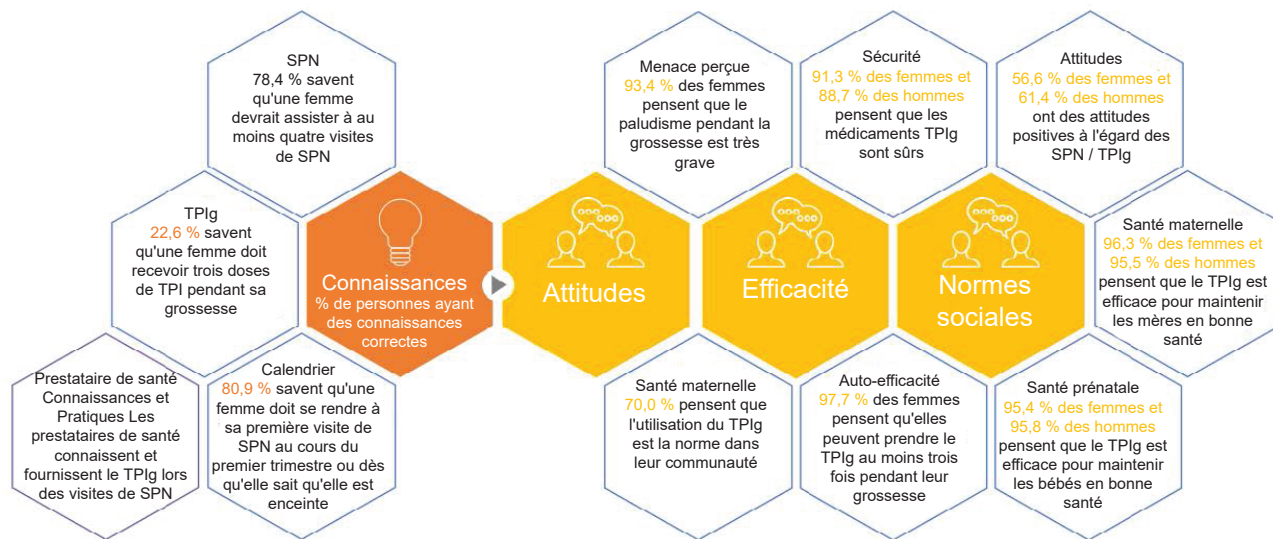 SPN
78,4 % savent
qu'une femme
devrait assister à au
moins quatre visites
de SPN
TPIg
22,6 % savent
qu'une femme doit
recevoir trois doses
de TPI pendant sa
grossesse
Prestataire de santé
Connaissances et
Pratiques Les
prestataires de santé
connaissent et
fournissent le TPIg lors
des visites de SPN
Connaissances
% de personnes ayant
des connaissances
correctes
Calendrier
80,9 % savent qu'une
femme doit se rendre à
sa première visite de
SPN au cours du
premier trimestre ou dès
qu'elle sait qu'elle est
enceinte
Attitudes
Efficacité
Normes
sociales
Menace perçue
93,4 % des femmes
pensent que le
paludisme pendant la
grossesse est très
grave
Sécurité
91,3 % des femmes et
88,7 % des hommes
pensent que les
médicaments TPIg
sont sûrs
Attitudes
56,6 % des femmes et
61,4 % des hommes
ont des attitudes
positives à l'égard des
SPN / TPIg
Santé maternelle
96,3 % des femmes et
95,5 % des hommes
pensent que le TPIg est
efficace pour maintenir
les mères en bonne
santé
Santé maternelle
70,0 % pensent que
l'utilisation du TPIg
est la norme dans
leur communauté
Auto-efficacité
97,7 % des femmes
pensent qu'elles
peuvent prendre le
TPIg au moins trois
fois pendant leur
grossesse
Santé prénatale
95,4 % des femmes et
95,8 % des hommes
pensent que le TPIg est
efficace pour maintenir
les bébés en bonne
santé